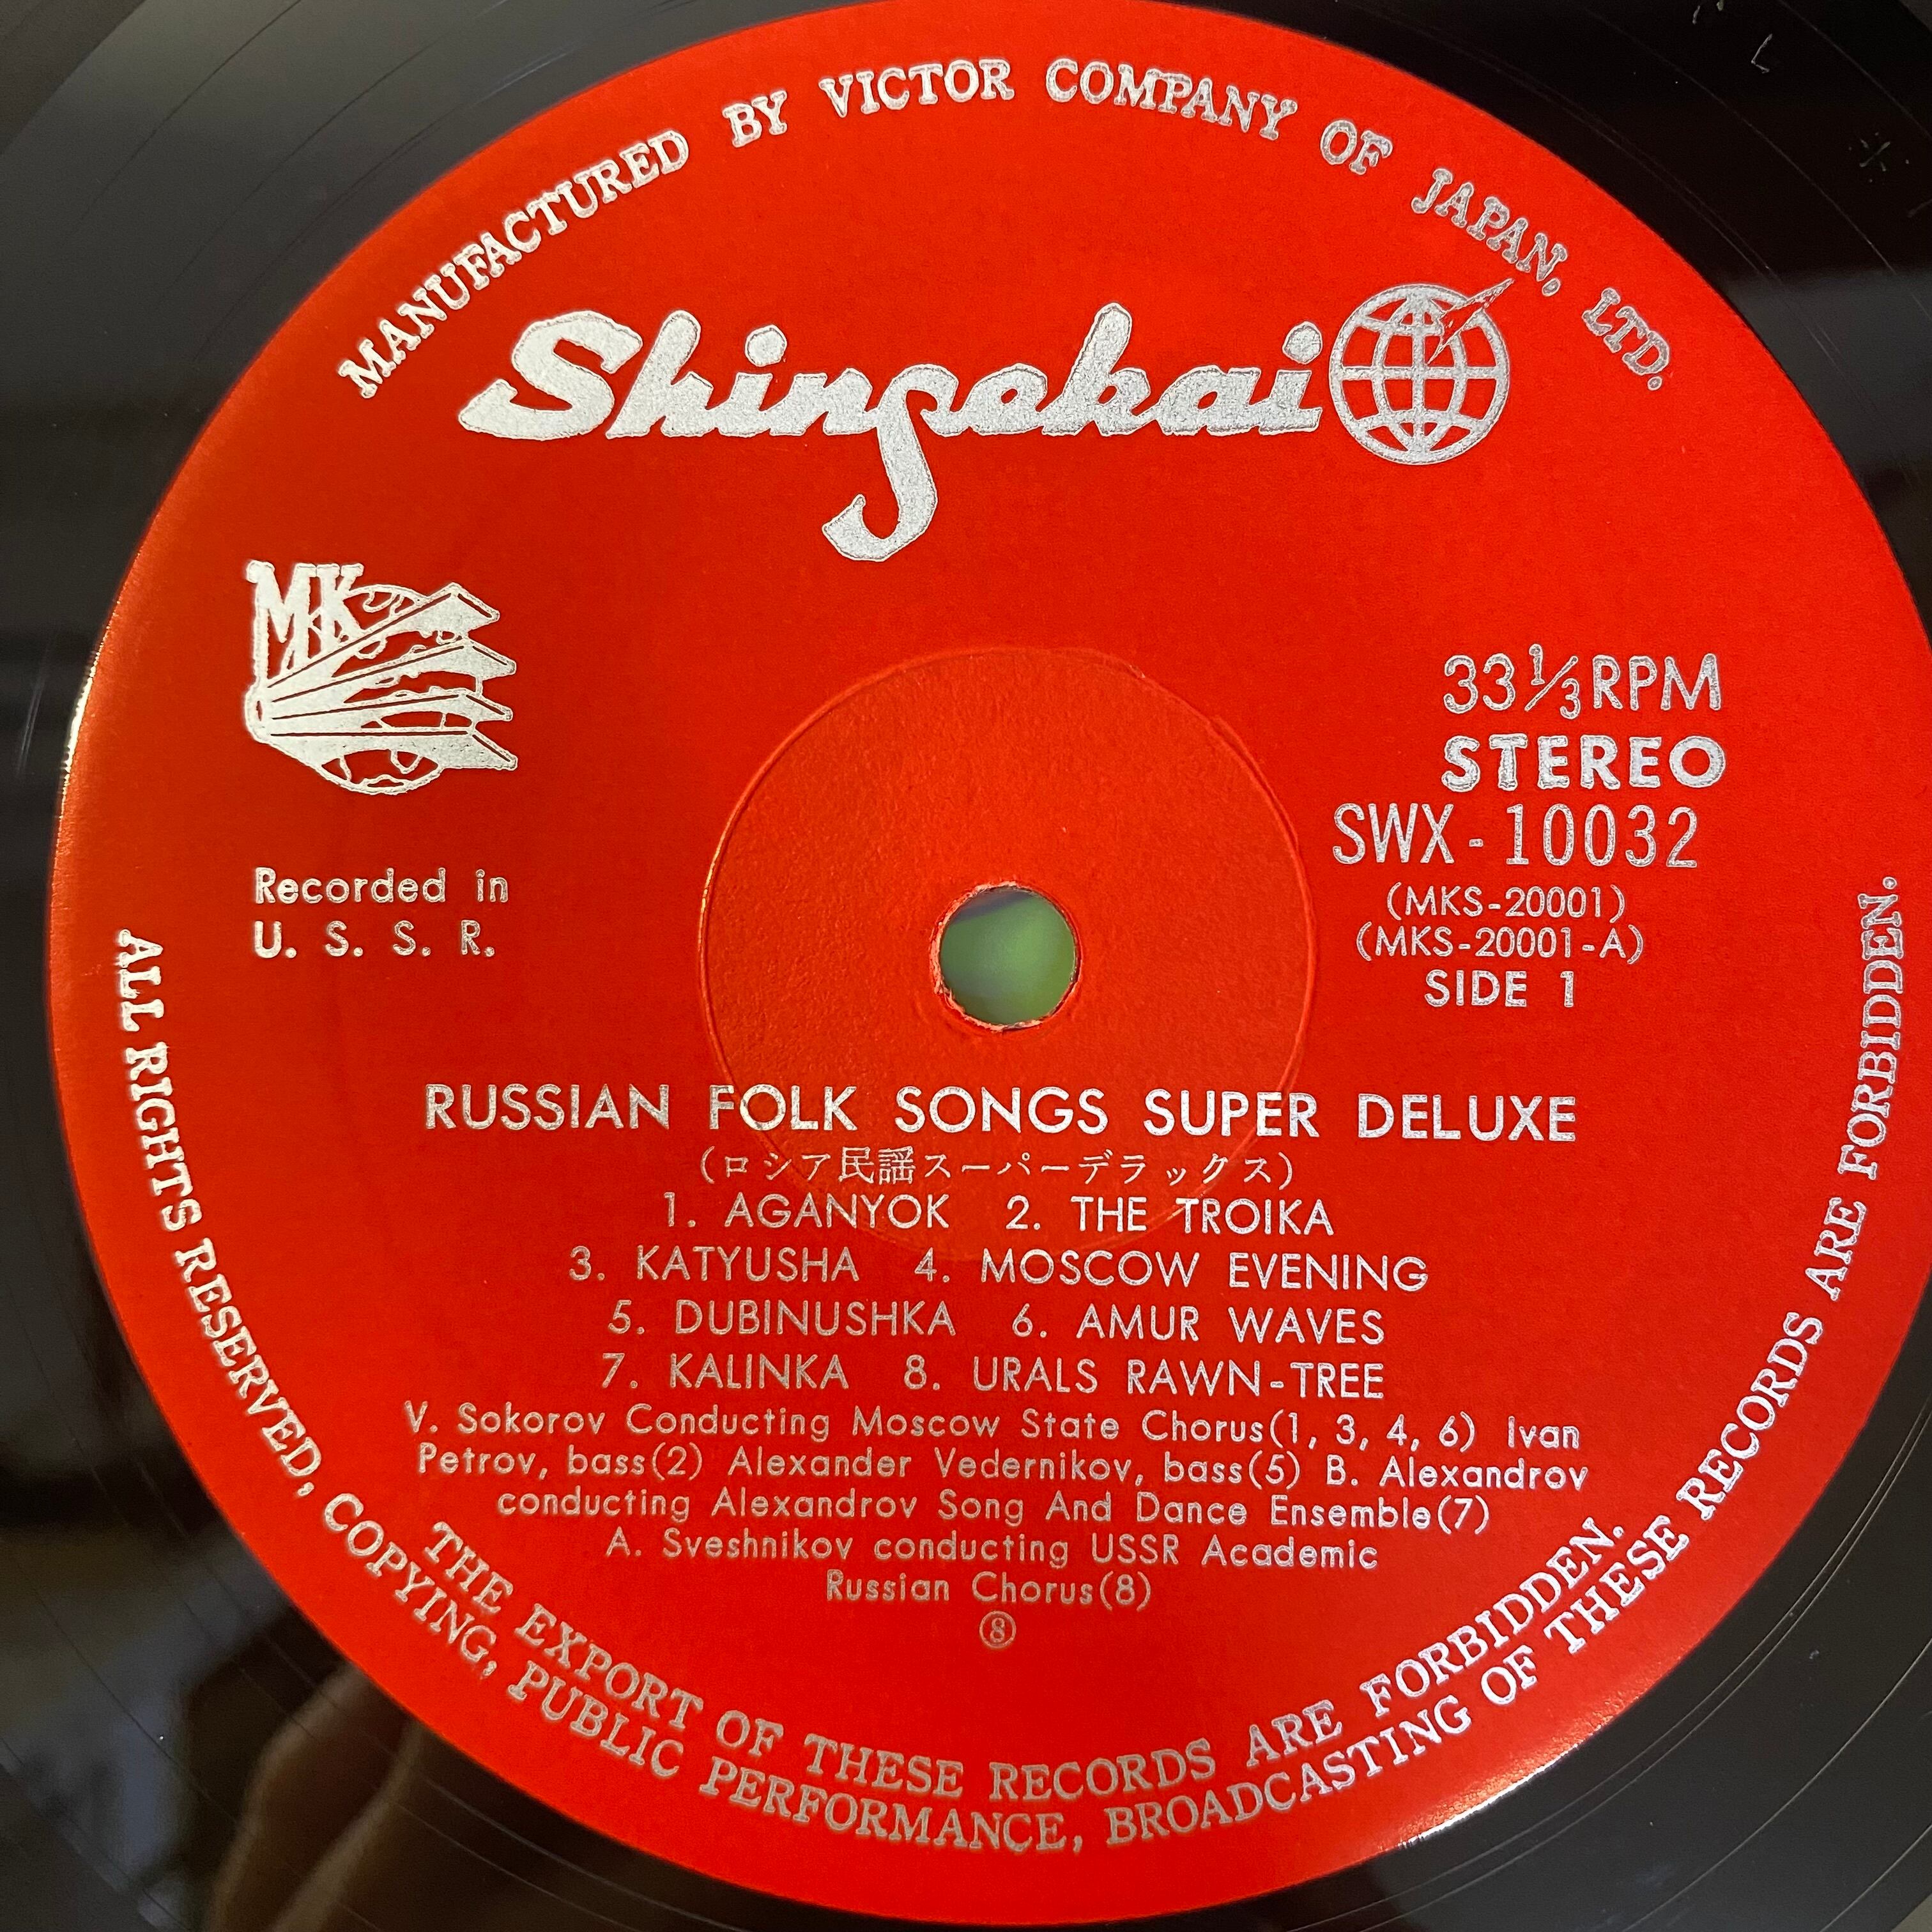 MANUFACTURED BY VICTOR COMPANY OF JAPAN, LTD.
Shinsekai
MK
33⅓RPM
STEREO
SWX-10032
(MKS-20001)
(MKS-20001-A)
SIDE 1
Recorded in
U. S. S. R.
RUSSIAN FOLK SONGS SUPER DELUXE
(ロシア民謡スーパーデラックス)
1. AGANYOK 2. THE TROIKA
3. KATYUSHA 4. MOSCOW EVENING
5. DUBINUSHKA 6. AMUR WAVES
7. KALINKA 8. URALS RAWN-TREE
V. Sokorov Conducting Moscow State Chorus(1, 3, 4, 6) Ivan
Petrov, bass(2) Alexander Vedernikov, bass(5) B. Alexandrov
conducting Alexandrov Song And Dance Ensemble(7)
A. Sveshnikov conducting USSR Academic
Russian Chorus(8)
⑧
THE EXPORT OF THESE RECORDS ARE FORBIDDEN.
ALL RIGHTS RESERVED, COPYING, PUBLIC PERFORMANCE, BROADCASTING OF THESE RECORDS ARE FORBIDDEN.